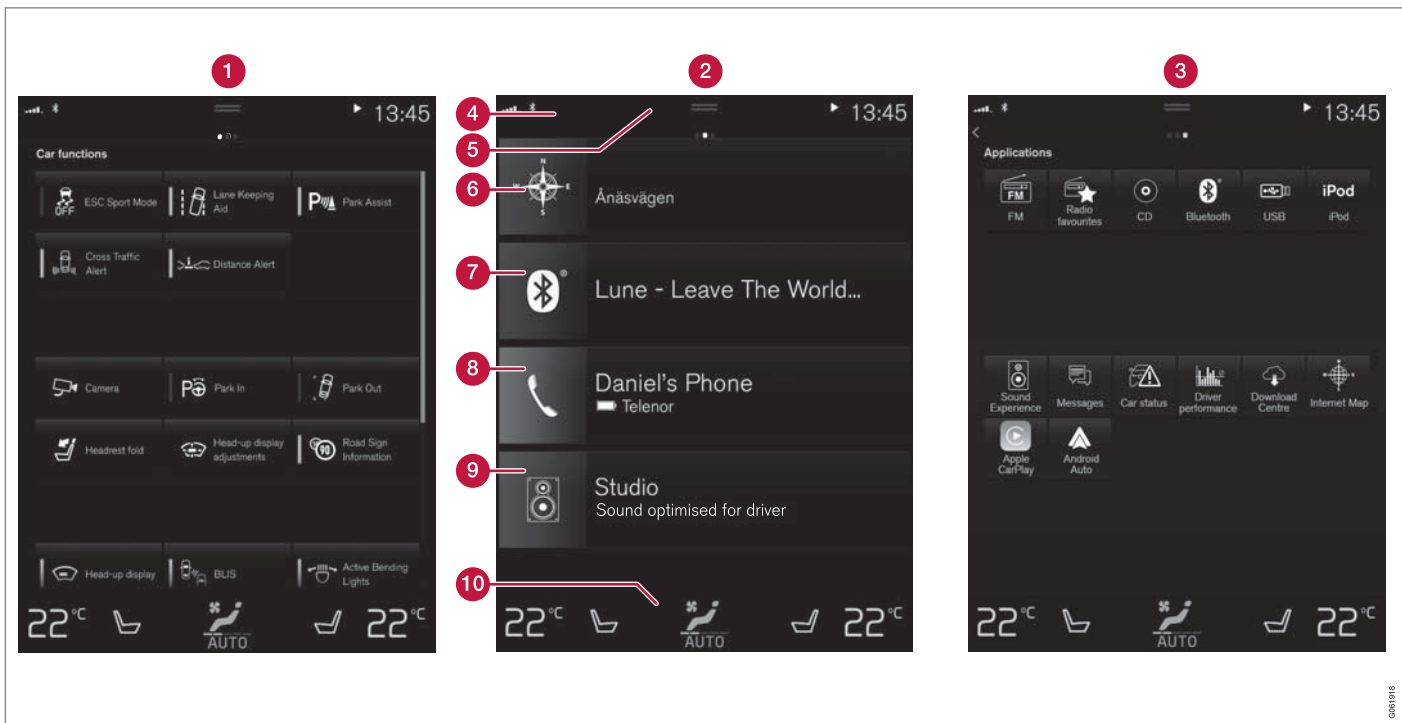 1
2
3
13:45
Car functions
OFF
ESC Sport Mode
Lane Keeping
Aid
P
Park Assist
Cross Traffic
Alert
Distance Alert
Camera
P
Park In
Park Out
Headrest fold
Head-up display
adjustments
90
Road Sign
Information
Head-up display
BLIS
Active Bending
Lights
22°C
AUTO
22°C
4
5
6
7
8
9
10
13:45
N
W E
S
Ånäsvägen
®
Lune - Leave The World...
Daniel's Phone
Telenor
Studio
Sound optimised for driver
22°C
AUTO
22°C
13:45
<
Applications
FM
FM
Radio
favourites
CD
Bluetooth
USB
iPod
iPod
Sound
Experience
Messages
Car status
Driver
performance
Download
Centre
Internet Map
Apple
CarPlay
Android
Auto
22°C
AUTO
22°C
G061918